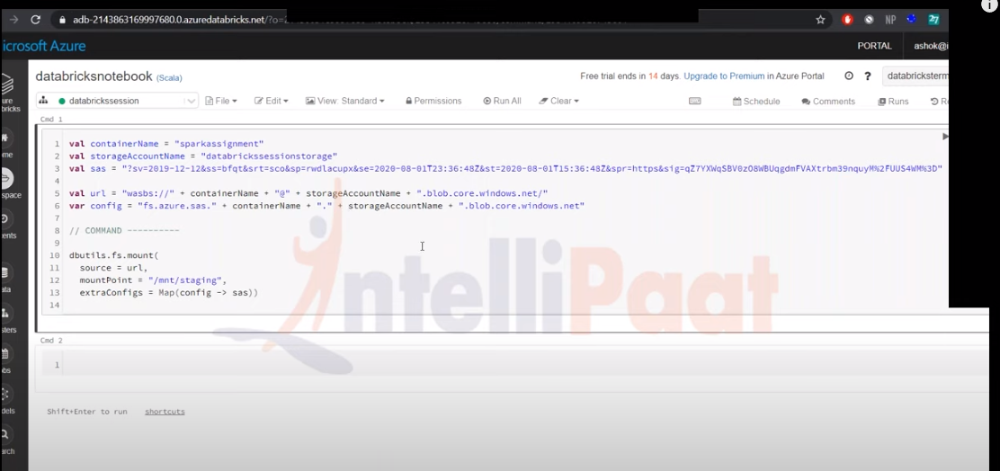 adb-2143863169997680.0.azuredatabricks.net/?o=
NP
27
icrosoft Azure
PORTAL
ashok@i
databricksnotebook (Scala)
Free trial ends in 14 days. Upgrade to Premium in Azure Portal
?
databricksterm
databrickssession
File
Edit
View: Standard
Permissions
Run All
Clear
Schedule
Comments
Runs
Re
Cmd 1
1 val containerName = "sparkassignment"
2 val storageAccountName = "databrickssessionstorage"
3 val sas = "?sv=2019-12-12&ss=bfqt&srt=sco&sp=rwdlacupx&se=2020-08-01T23:36:48Z&st=2020-08-01T15:36:48Z&spr=https&sig=qZ7YXWqSBV0zO8WBUqgdmFVAXtrbm39nquyM%2FUUS4WM%3D"
4
5 val url = "wasbs://" + containerName + "@" + storageAccountName + ".blob.core.windows.net/"
6 var config = "fs.azure.sas." + containerName + "." + storageAccountName + ".blob.core.windows.net"
7
8 // COMMAND ----------
9
10 dbutils.fs.mount(
11 source = url,
12 mountPoint = "/mnt/staging",
13 extraConfigs = Map(config -> sas))
14
IntelliPaat
Cmd 2
1
Shift+Enter to run shortcuts
ure
bricks
me
space
ents
ata
sters
obs
dels
arch